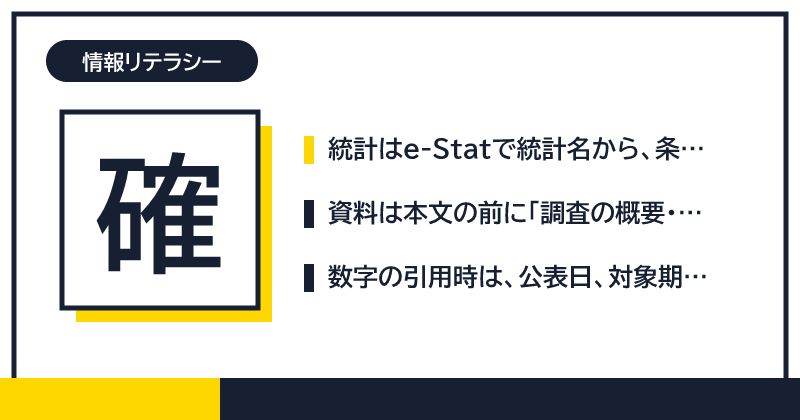 情報リテラシー
確
統計はe-Statで統計名から、条…
資料は本文の前に「調査の概要・…
数字の引用時は、公表日、対象期…